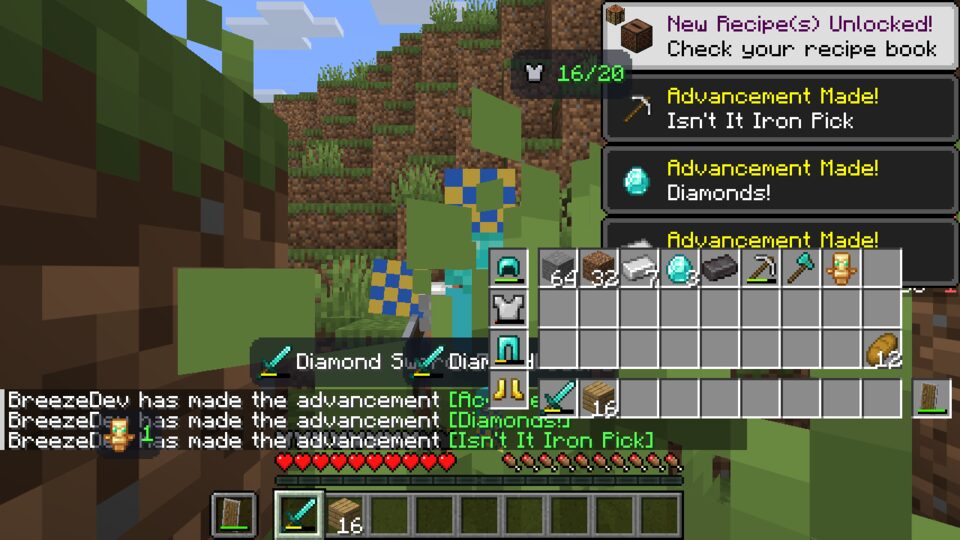 New Recipe(s) Unlocked!
Check your recipe book
16/20
Advancement Made!
Isn't It Iron Pick
Advancement Made!
Diamonds!
Advancement Made!
64
32
7
3
12
Diamond
BreezeDev has made the advancement
BreezeDev has made the advancement [Diamonds!]
has made the advancement [Isn't It Iron Pick]
1
16
16